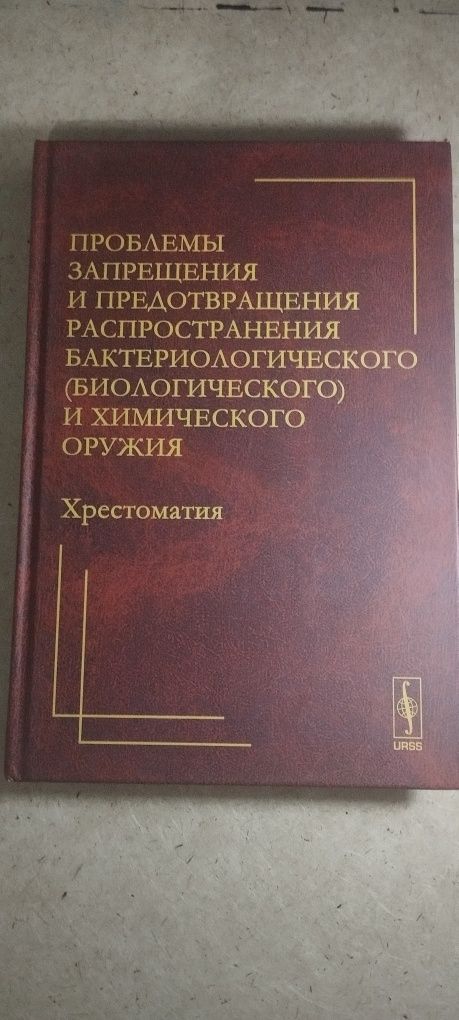 ПРОБЛЕМЫ
ЗАПРЕЩЕНИЯ
И ПРЕДОТВРАЩЕНИЯ
РАСПРОСТРАНЕНИЯ
БАКТЕРИОЛОГИЧЕСКОГО
(БИОЛОГИЧЕСКОГО)
И ХИМИЧЕСКОГО
ОРУЖИЯ
Хрестоматия
URSS